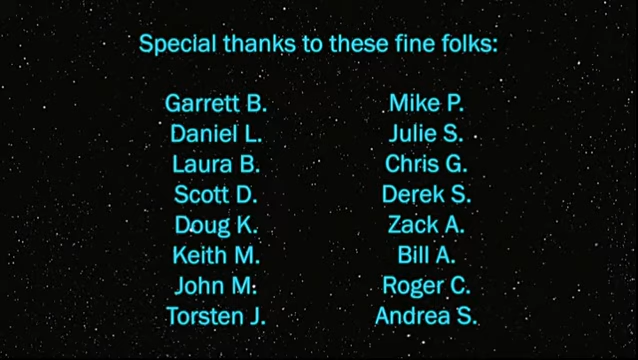 Special thanks to these fine folks:
Garrett B.
Daniel L.
Laura B.
Scott D.
Doug K.
Keith M.
John M.
Torsten J.
Mike P.
Julie S.
Chris G.
Derek S.
Zack A.
Bill A.
Roger C.
Andrea S.